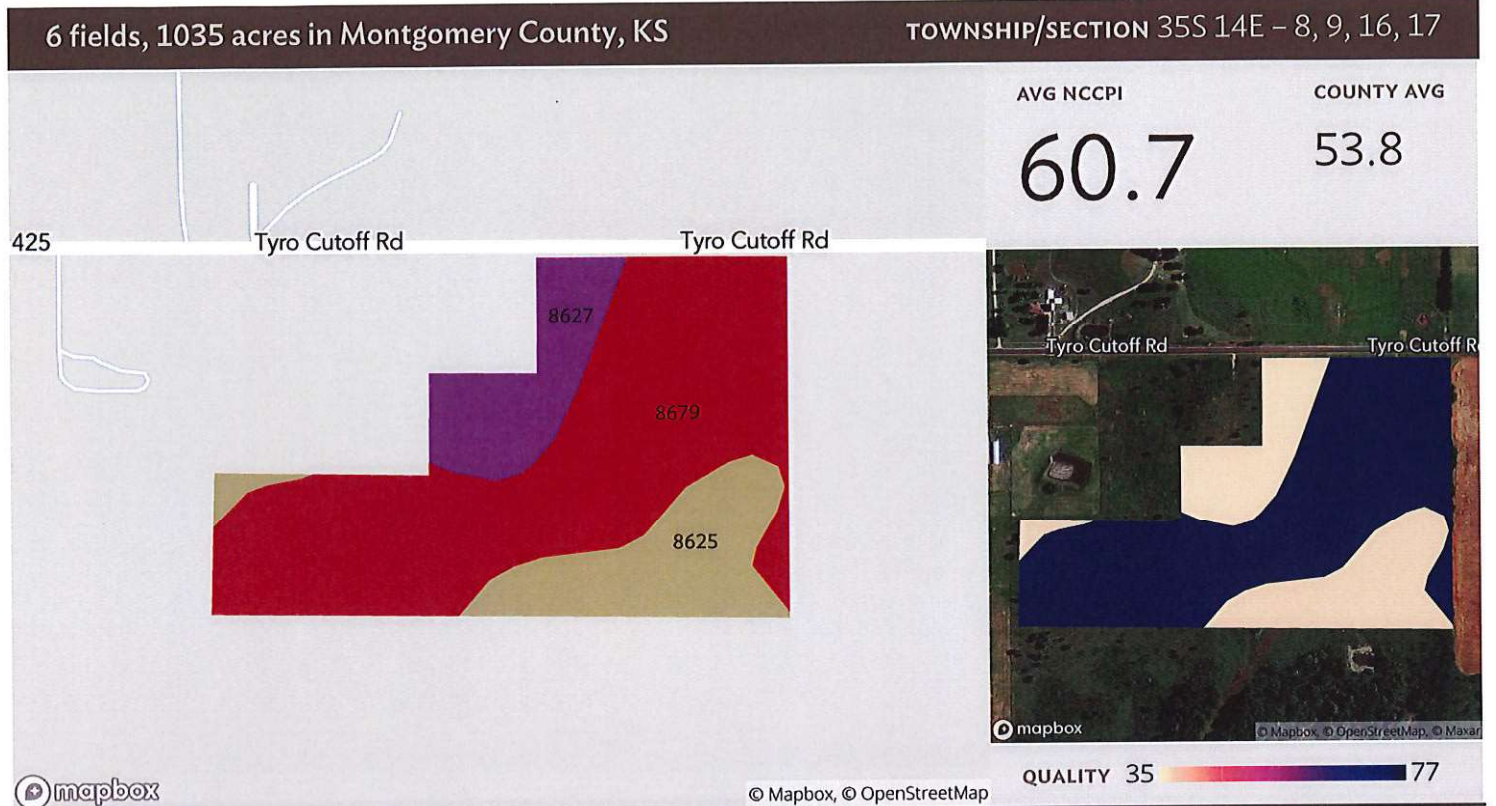 6 fields, 1035 acres in Montgomery County, KS
TOWNSHIP/SECTION 35S 14E – 8, 9, 16, 17
AVG NCCPI
COUNTY AVG
60.7
53.8
425
Tyro Cutoff Rd
Tyro Cutoff Rd
8627
8679
8625
mapbox
© Mapbox, © OpenStreetMap
Tyro Cutoff Rd
Tyro Cutoff R
mapbox
© Mapbox, © OpenStreetMap, © Maxar
QUALITY 35
77